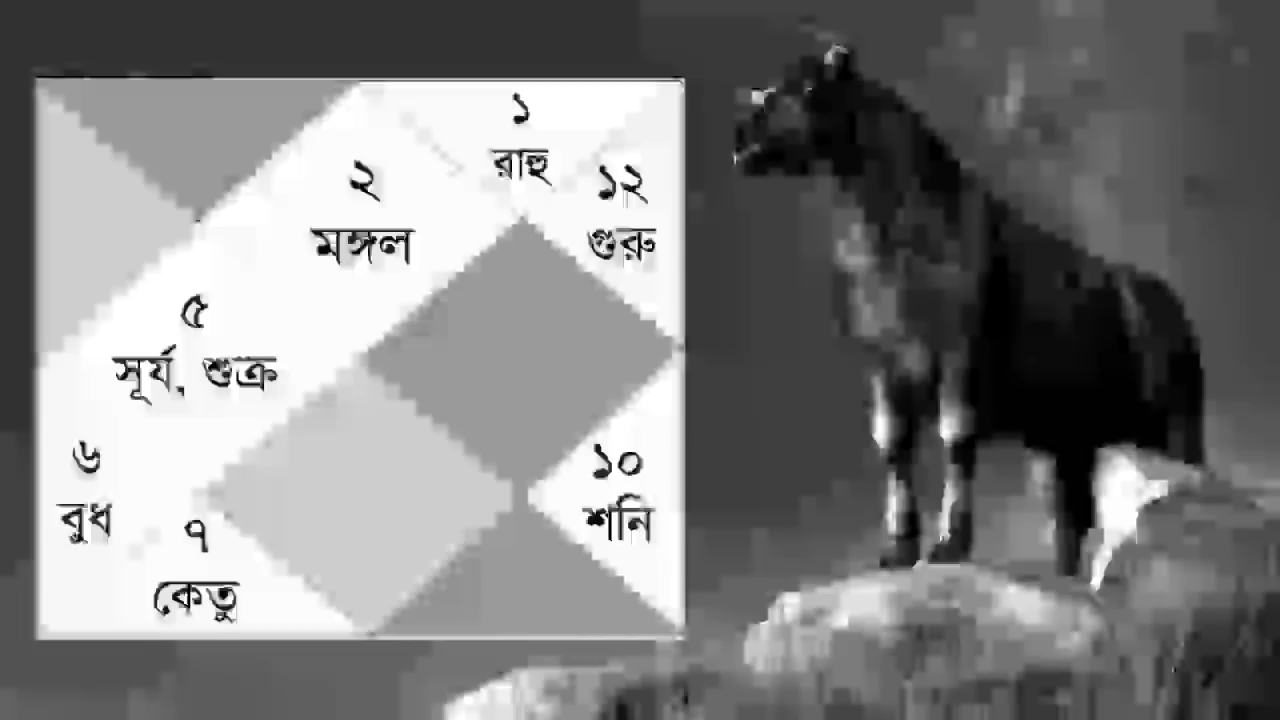 ১
রাহু
২
মঙ্গল
১২
গুরু
৫
সূর্য, শুক্র
৬
বুধ
৭
কেতু
১০
শনি